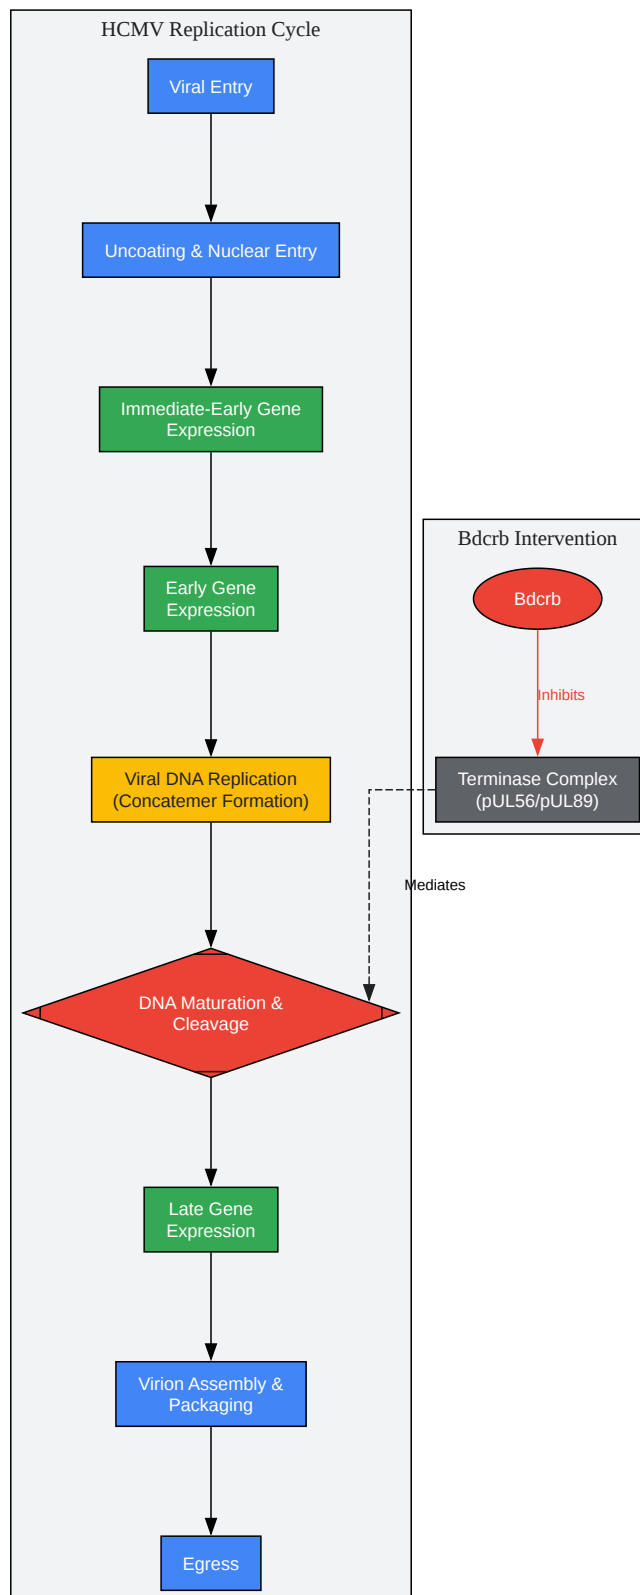 HCMV Replication Cycle
Viral Entry
Uncoating & Nuclear Entry
Immediate-Early Gene
Expression
Early Gene
Expression
Viral DNA Replication
(Concatemer Formation)
DNA Maturation &
Cleavage
Late Gene
Expression
Virion Assembly &
Packaging
Egress
Bdcrb Intervention
Bdcrb
Inhibits
Terminase Complex
(pUL56/pUL89)
Mediates